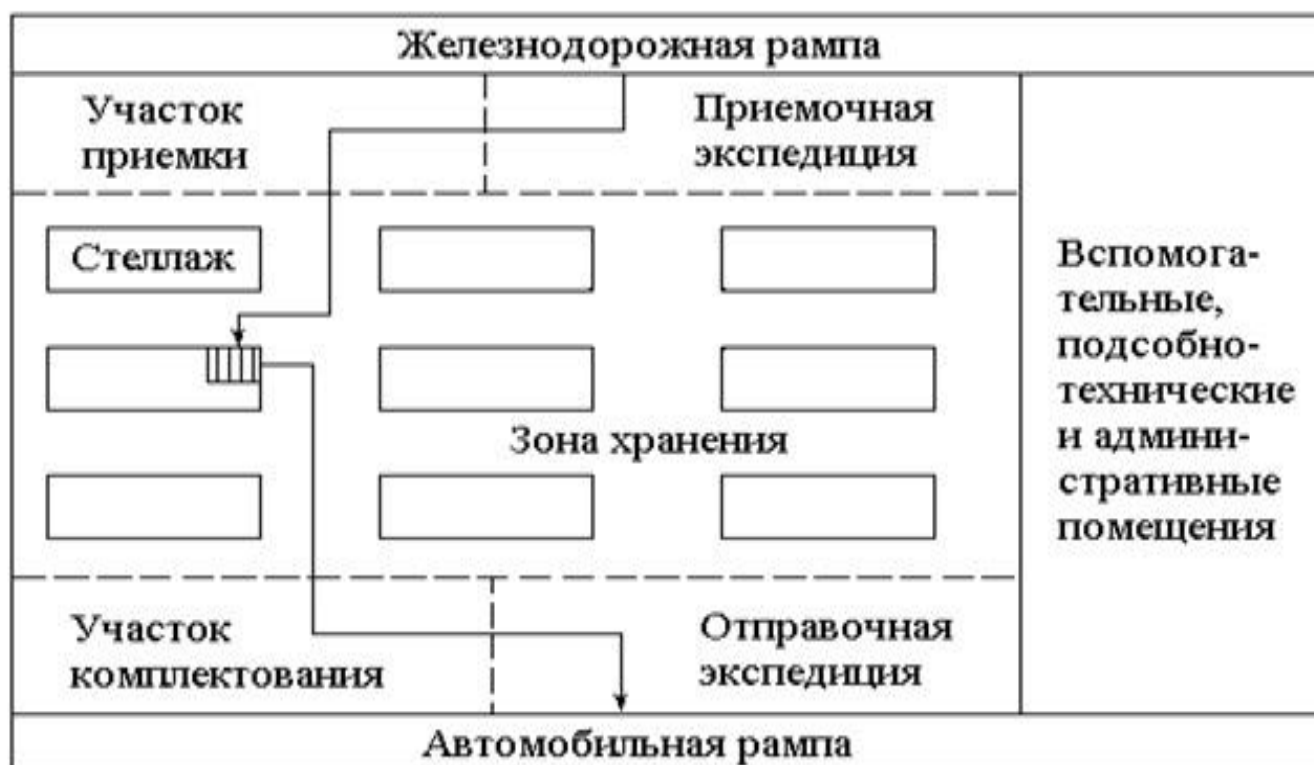 Железнодорожная рампа
Участок
приемки
Приемочная
экспедиция
Стеллаж
Зона хранения
Вспомога-
тельные,
подсобно-
технические
и админи-
стративные
помещения
Участок
комплектования
Отправочная
экспедиция
Автомобильная рампа